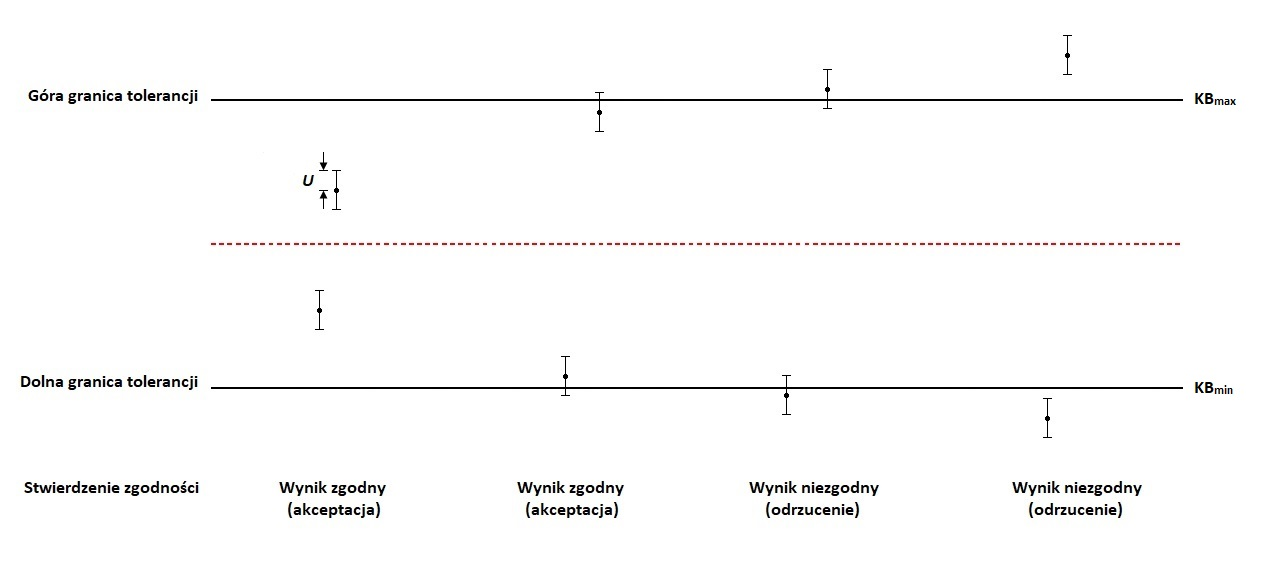 Góra granica tolerancji
KBmax
U
Dolna granica tolerancji
KBmin
Stwierdzenie zgodności
Wynik zgodny
(akceptacja)
Wynik zgodny
(akceptacja)
Wynik niezgodny
(odrzucenie)
Wynik niezgodny
(odrzucenie)